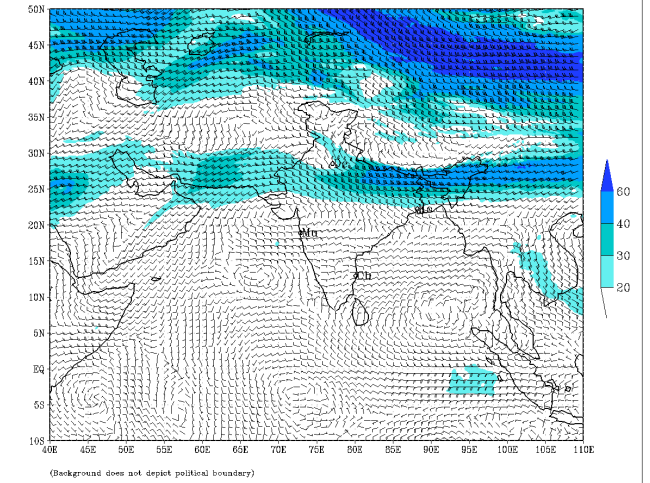 50N
45N
40N
35N
30N
25N
20N
15N
10N
5N
EQ
5S
10S
Mu
Ch
60
40
30
20
40E 45E 50E 55E 60E 65E 70E 75E 80E 85E 90E 95E 100E 105E 110E
(Background does not depict political boundary)